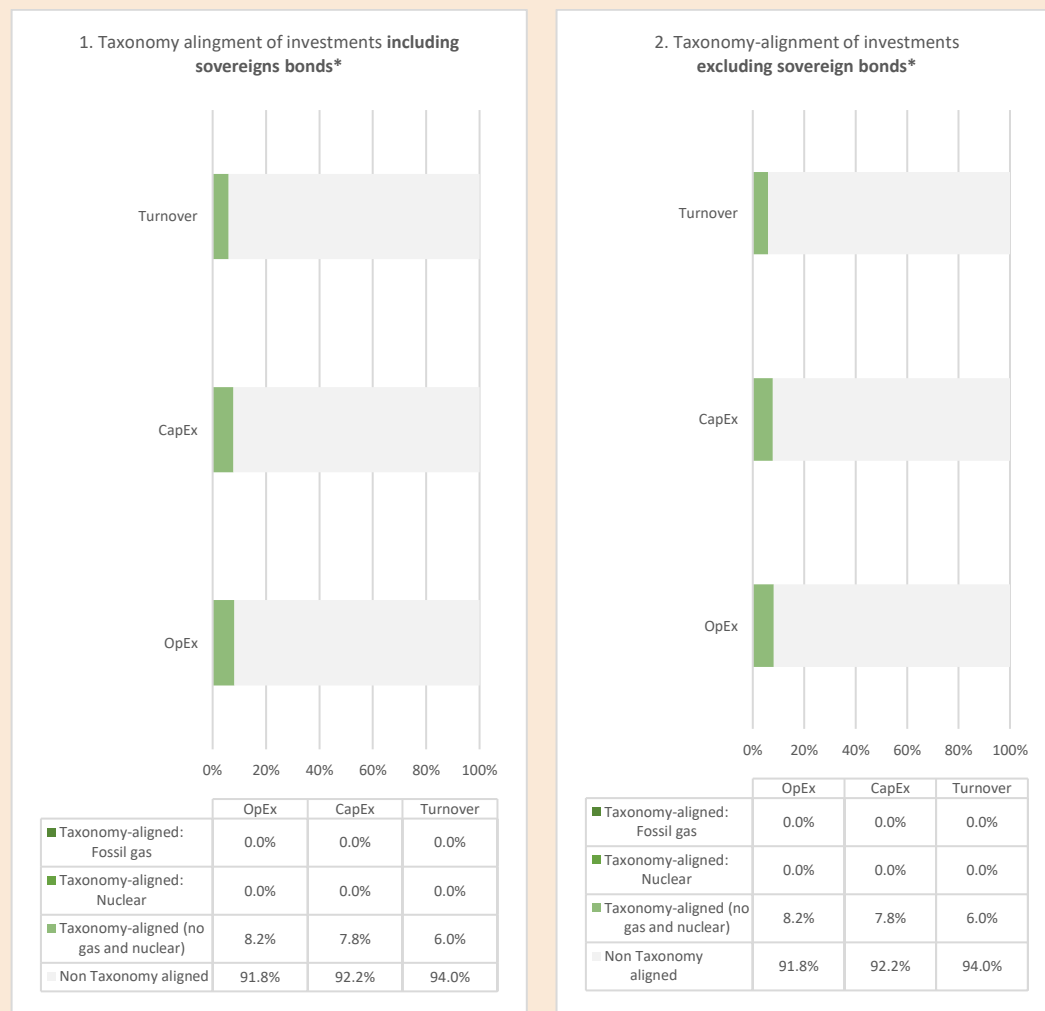 1. Taxonomy alingment of investments including
sovereigns bonds*
Turnover
CapEx
OpEx
0% 20% 40% 60% 80% 100%
OpEx CapEx Turnover
Taxonomy-aligned:
Fossil gas
0.0% 0.0% 0.0%
Taxonomy-aligned:
Nuclear
0.0% 0.0% 0.0%
Taxonomy-aligned (no
gas and nuclear)
8.2% 7.8% 6.0%
Non Taxonomy aligned 91.8% 92.2% 94.0%
2. Taxonomy-alignment of investments
excluding sovereign bonds*
Turnover
CapEx
OpEx
0% 20% 40% 60% 80% 100%
OpEx CapEx Turnover
Taxonomy-aligned:
Fossil gas
0.0% 0.0% 0.0%
Taxonomy-aligned:
Nuclear
0.0% 0.0% 0.0%
Taxonomy-aligned (no
gas and nuclear)
8.2% 7.8% 6.0%
Non Taxonomy
aligned
91.8% 92.2% 94.0%